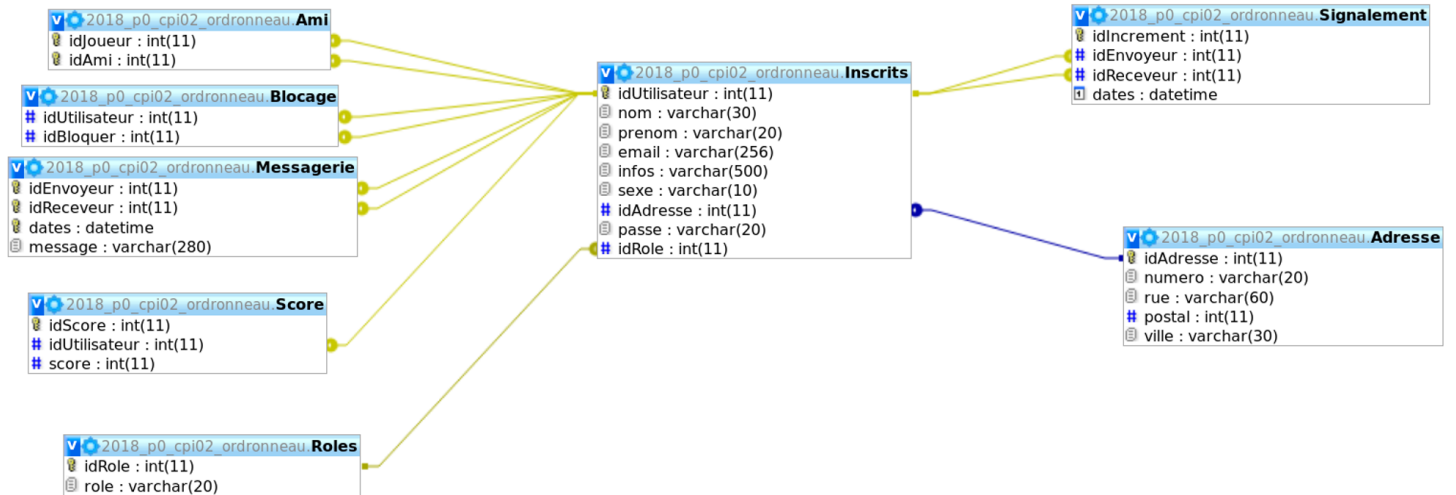 2018_p0_cpi02_ordronneau.Ami
idJoueur : int(11)
idAmi : int(11)
2018_p0_cpi02_ordronneau.Blocage
idUtilisateur : int(11)
idBloquer : int(11)
2018_p0_cpi02_ordronneau.Messagerie
idEnvoyeur : int(11)
idReceveur : int(11)
dates : datetime
message : varchar(280)
2018_p0_cpi02_ordronneau.Score
idScore : int(11)
idUtilisateur : int(11)
score : int(11)
2018_p0_cpi02_ordronneau.Roles
idRole : int(11)
role : varchar(20)
2018_p0_cpi02_ordronneau.Inscrits
idUtilisateur : int(11)
nom : varchar(30)
prenom : varchar(20)
email : varchar(256)
infos : varchar(500)
sexe : varchar(10)
idAdresse : int(11)
passe : varchar(20)
idRole : int(11)
2018_p0_cpi02_ordronneau.Signalement
idIncrement : int(11)
idEnvoyeur : int(11)
idReceveur : int(11)
dates : datetime
2018_p0_cpi02_ordronneau.Adresse
idAdresse : int(11)
numero : varchar(20)
rue : varchar(60)
postal : int(11)
ville : varchar(30)